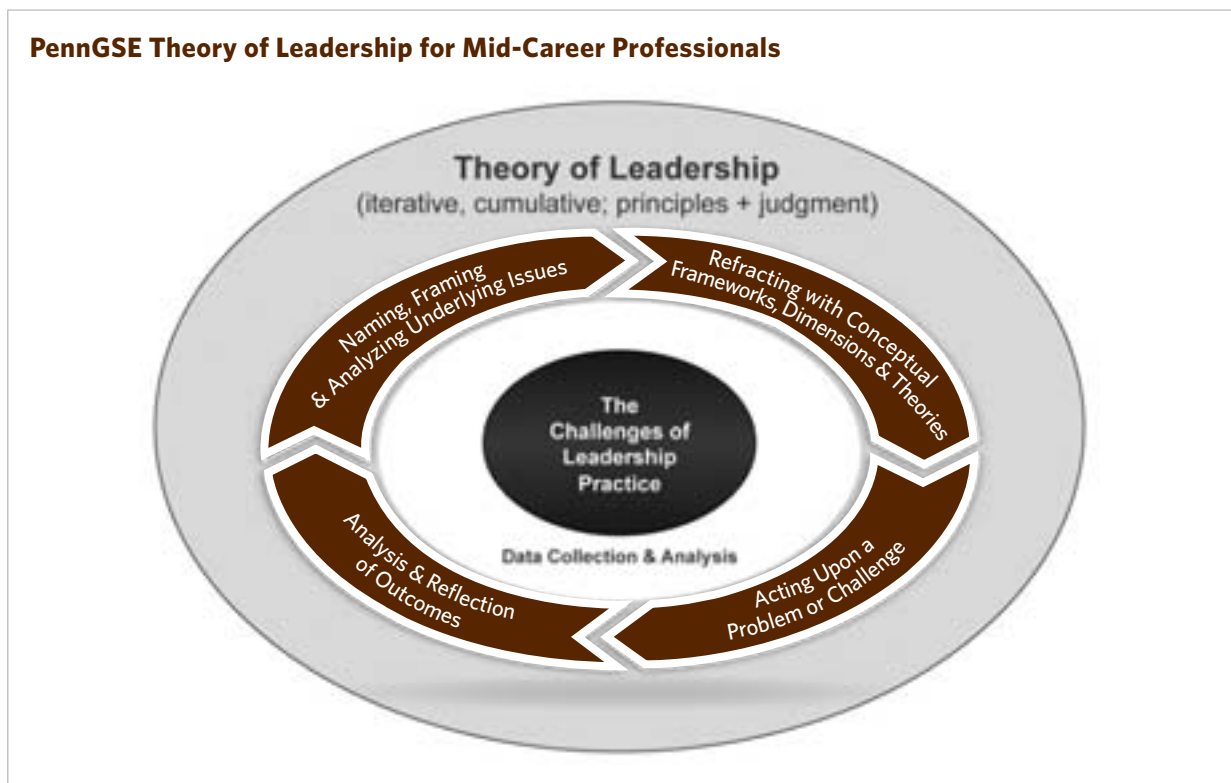 PennGSE Theory of Leadership for Mid-Career Professionals
Theory of Leadership
(iterative, cumulative; principles + judgment)
Naming, Framing
& Analyzing Underlying Issues
Refracting with Conceptual
Frameworks, Dimensions & Theories
The
Challenges of
Leadership
Practice
Data Collection & Analysis
Analysis & Reflection
of Outcomes
Acting Upon a
Problem or Challenge